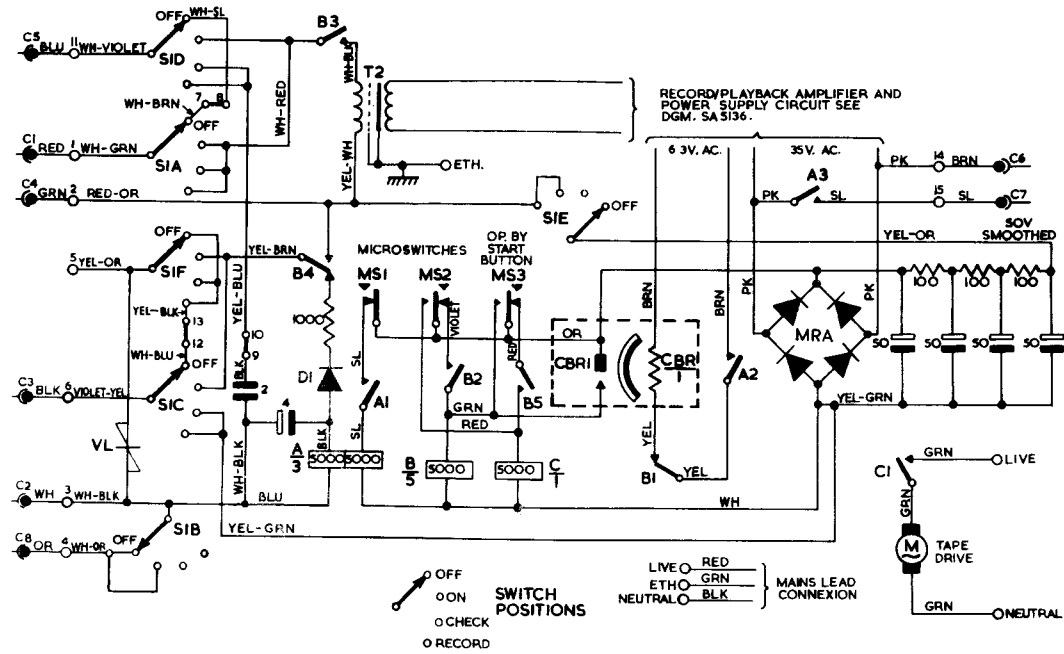 OFF WH-SL
C5 BLU 11 WH-VIOLET
S1D
B3
WH-BLK
T2
WH-BRN 7 8
OFF
WH-RED
C1 RED 1 WH-GRN
S1A
YEL-WH
ETH.
RECORD/PLAYBACK AMPLIFIER AND
POWER SUPPLY CIRCUIT SEE
DGM. SA5136.
6 3V. AC.
35V. AC.
PK 14 BRN C6
A3
PK SL 15 SL C7
C4 GRN 2 RED-OR
S1E OFF
YEL-OR
50V
SMOOTHED
OFF
5 YEL-OR
S1F
YEL-BRN
B4
YEL-BLU
MICROSWITCHES
OP. BY
START
BUTTON
MS1
MS2
MS3
VIOLET
BRN
BRN
PK
PK
100
100
100
YEL-BLK
13
12
WH-BLU
OFF
10
9
BLK
1000
SL
OR
RED
CBR1
CBR
1
MRA
50
50
50
50
C3 BLK 6 VIOLET-YEL
S1C
2
D1
4
A1
B2
B5
A2
GRN
RED
YEL-GRN
VL
BLK
SL
YEL
WH-BLK
A
3
5000
5000
B
5
5000
5000
C
1
B1
YEL
C1
GRN
LIVE
C2 WH 3 WH-BLK
BLU
WH
GRN
S1B
YEL-GRN
C8 OR 4 WH-OR
OFF
M
TAPE
DRIVE
GRN
NEUTRAL
OFF
ON
CHECK
RECORD
SWITCH
POSITIONS
LIVE RED
ETH GRN
NEUTRAL BLK
MAINS LEAD
CONNEXION